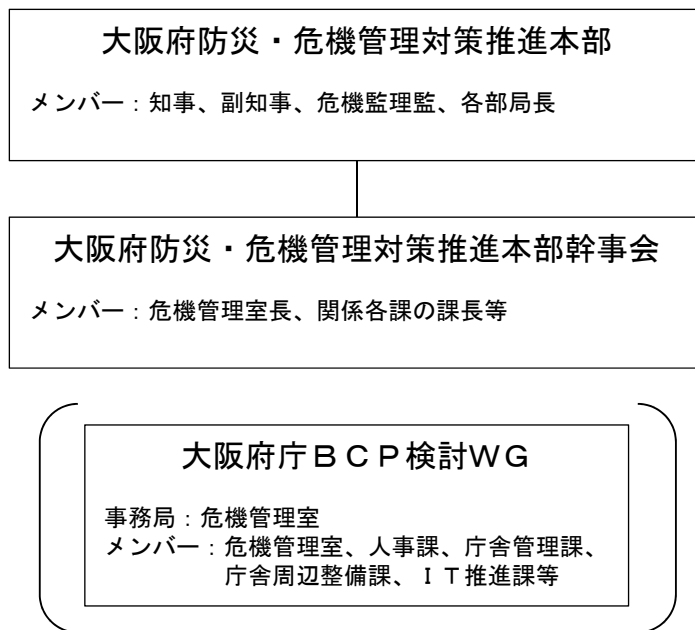 大阪府防災・危機管理対策推進本部
メンバー：知事、副知事、危機監理監、各部局長
大阪府防災・危機管理対策推進本部幹事会
メンバー：危機管理室長、関係各課の課長等
大阪府庁ＢＣＰ検討WG
事務局：危機管理室
メンバー：危機管理室、人事課、庁舎管理課、
庁舎周辺整備課、ＩＴ推進課等